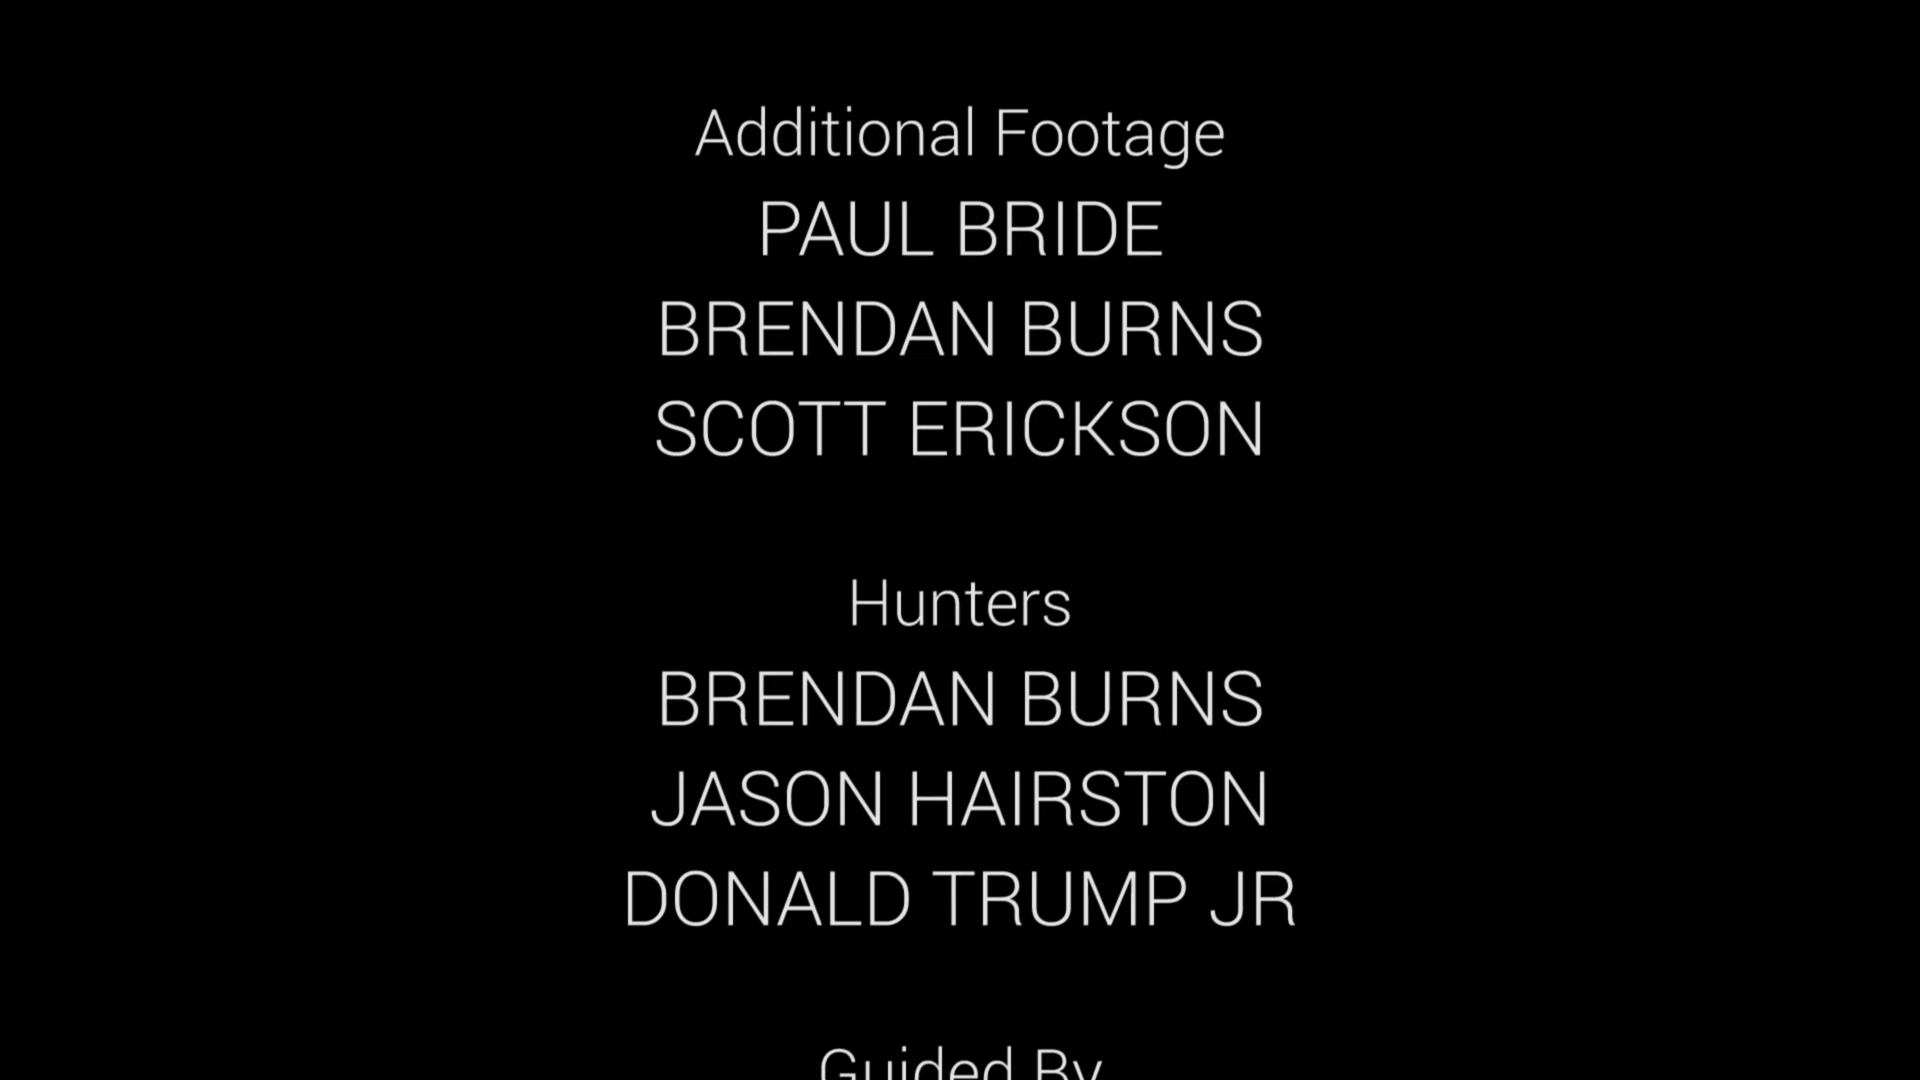 Additional Footage
PAUL BRIDE
BRENDAN BURNS
SCOTT ERICKSON
Hunters
BRENDAN BURNS
JASON HAIRSTON
DONALD TRUMP JR
Guided By